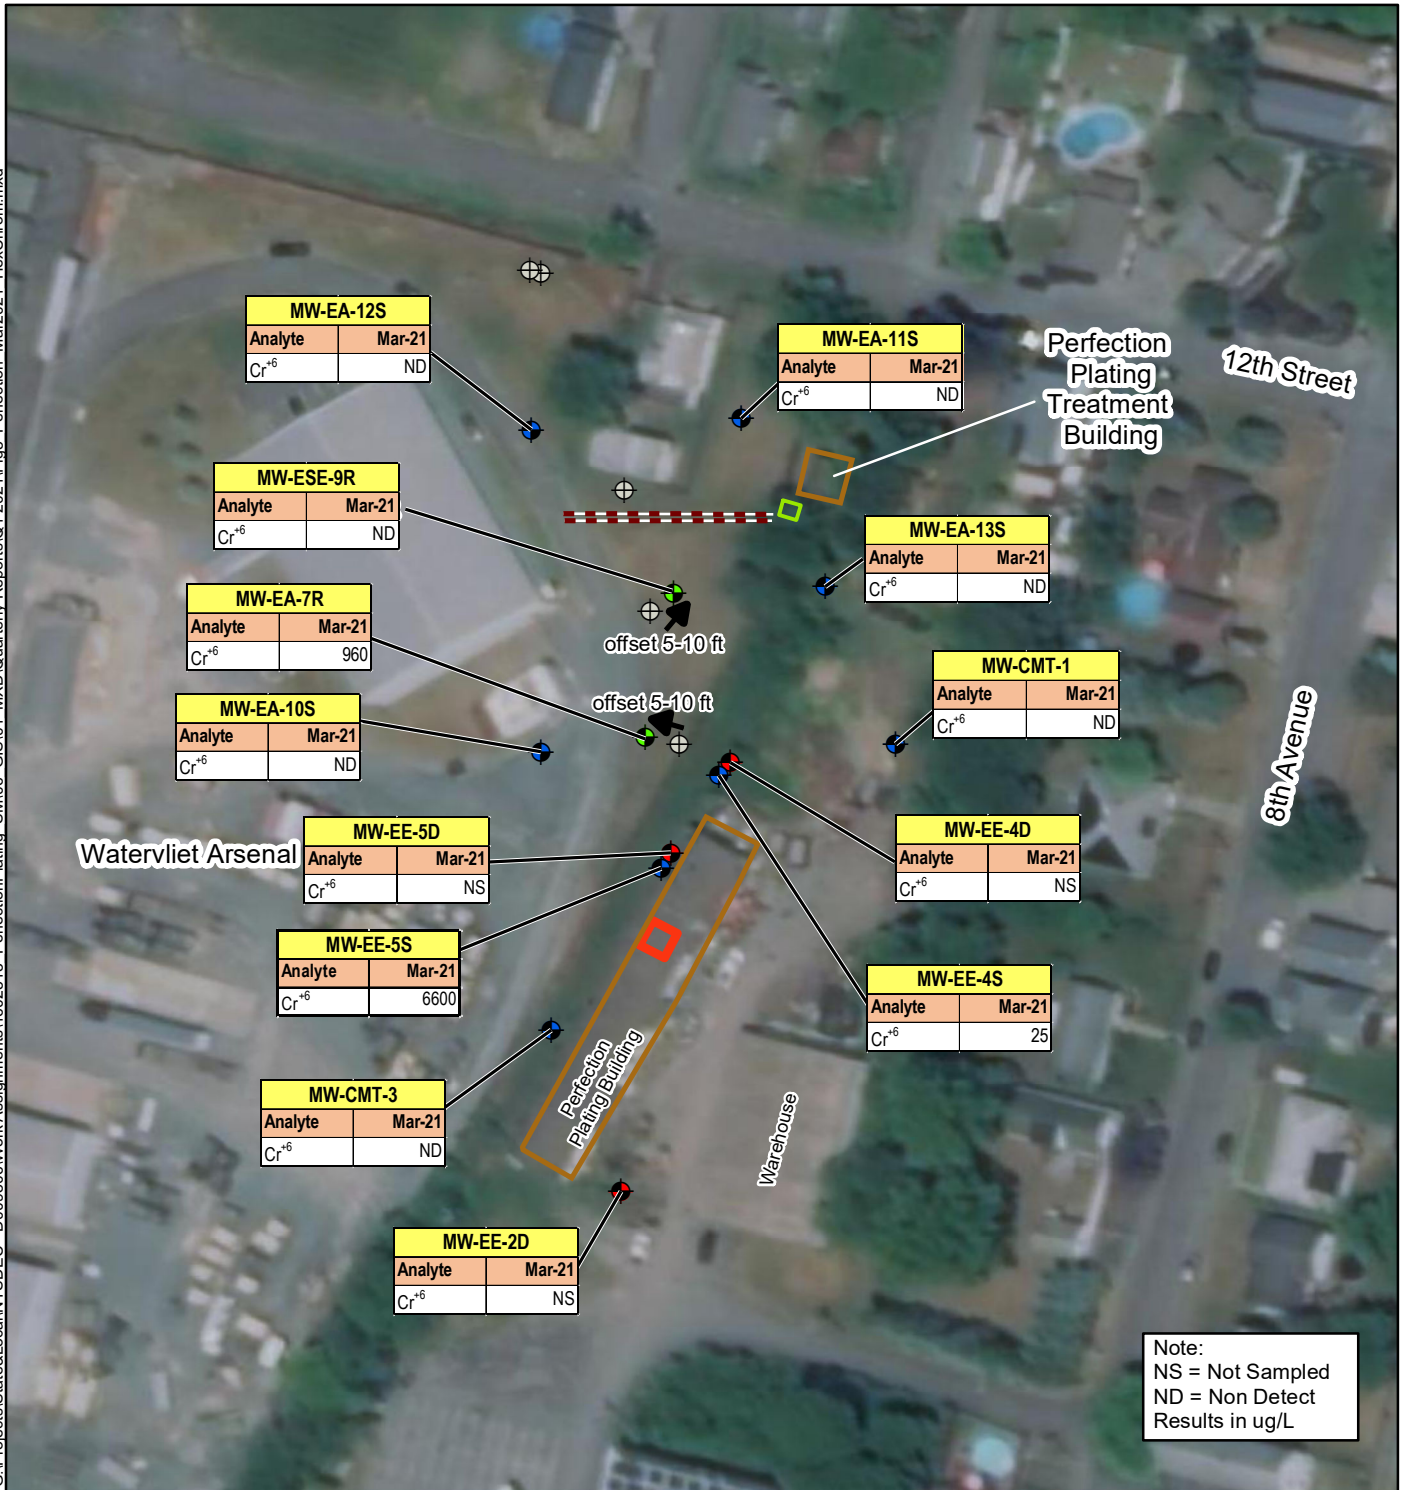 MW-EA-12S
Analyte Mar-21
Cr+6 ND
MW-EA-11S
Analyte Mar-21
Cr+6 ND
Perfection
Plating
Treatment
Building
12th Street
MW-ESE-9R
Analyte Mar-21
Cr+6 ND
MW-EA-13S
Analyte Mar-21
Cr+6 ND
MW-EA-7R
Analyte Mar-21
Cr+6 960
offset 5-10 ft
offset 5-10 ft
MW-CMT-1
Analyte Mar-21
Cr+6 ND
MW-EA-10S
Analyte Mar-21
Cr+6 ND
8th Avenue
Watervliet Arsenal
MW-EE-5D
Analyte Mar-21
Cr+6 NS
MW-EE-4D
Analyte Mar-21
Cr+6 NS
MW-EE-5S
Analyte Mar-21
Cr+6 6600
MW-EE-4S
Analyte Mar-21
Cr+6 25
Perfection
Plating Building
Warehouse
MW-CMT-3
Analyte Mar-21
Cr+6 ND
MW-EE-2D
Analyte Mar-21
Cr+6 NS
Note:
NS = Not Sampled
ND = Non Detect
Results in ug/L